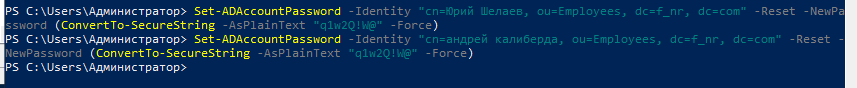 PS C:\Users\Администратор> Set-ADAccountPassword -Identity "cn=Юрий Шелаев, ou=Employees, dc=f_nr, dc=com" -Reset -NewPa
ssword (ConvertTo-SecureString -AsPlainText "q1w2Q!W@" -Force)
PS C:\Users\Администратор> Set-ADAccountPassword -Identity "cn=андрей калиберда, ou=Employees, dc=f_nr, dc=com" -Reset -
NewPassword (ConvertTo-SecureString -AsPlainText "q1w2Q!W@" -Force)
PS C:\Users\Администратор>